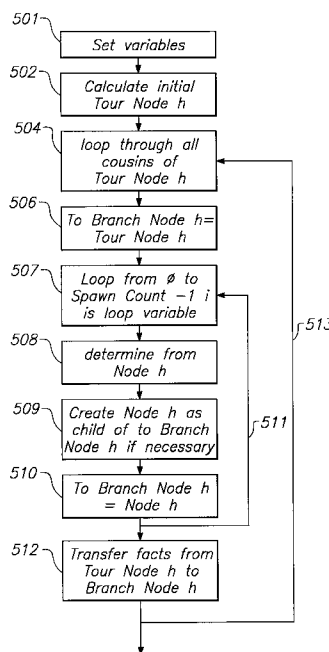 501
Set variables
502
Calculate initial
Tour Node h
504
loop through all
cousins of
Tour Node h
506
To Branch Node h=
Tour Node h
507
Loop from ø to
Spawn Count -1 i
is loop variable
513
508
determine from
Node h
511
509
Create Node h as
child of to Branch
Node h if necessary
510
To Branch Node h
= Node h
512
Transfer facts from
Tour Node h to
Branch Node h